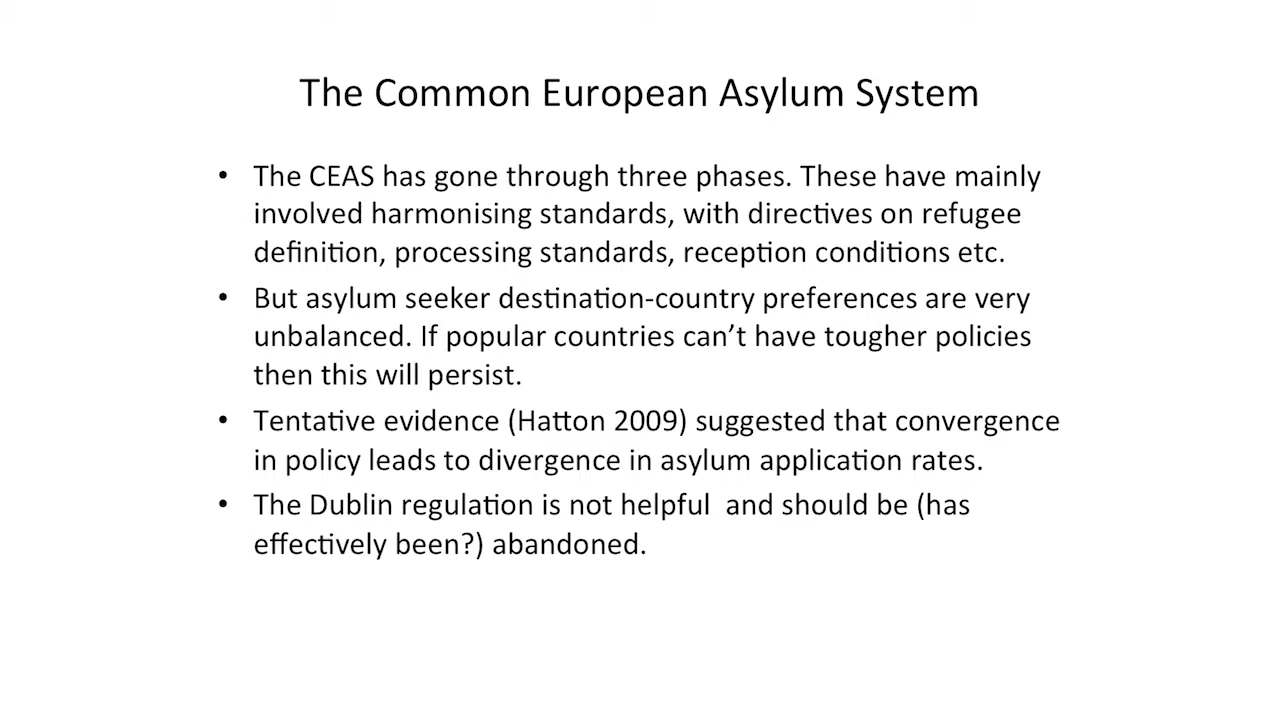 The Common European Asylum System
• The CEAS has gone through three phases. These have mainly
involved harmonising standards, with directives on refugee
definition, processing standards, reception conditions etc.
• But asylum seeker destination-country preferences are very
unbalanced. If popular countries can’t have tougher policies
then this will persist.
• Tentative evidence (Hatton 2009) suggested that convergence
in policy leads to divergence in asylum application rates.
• The Dublin regulation is not helpful  and should be (has
effectively been?) abandoned.